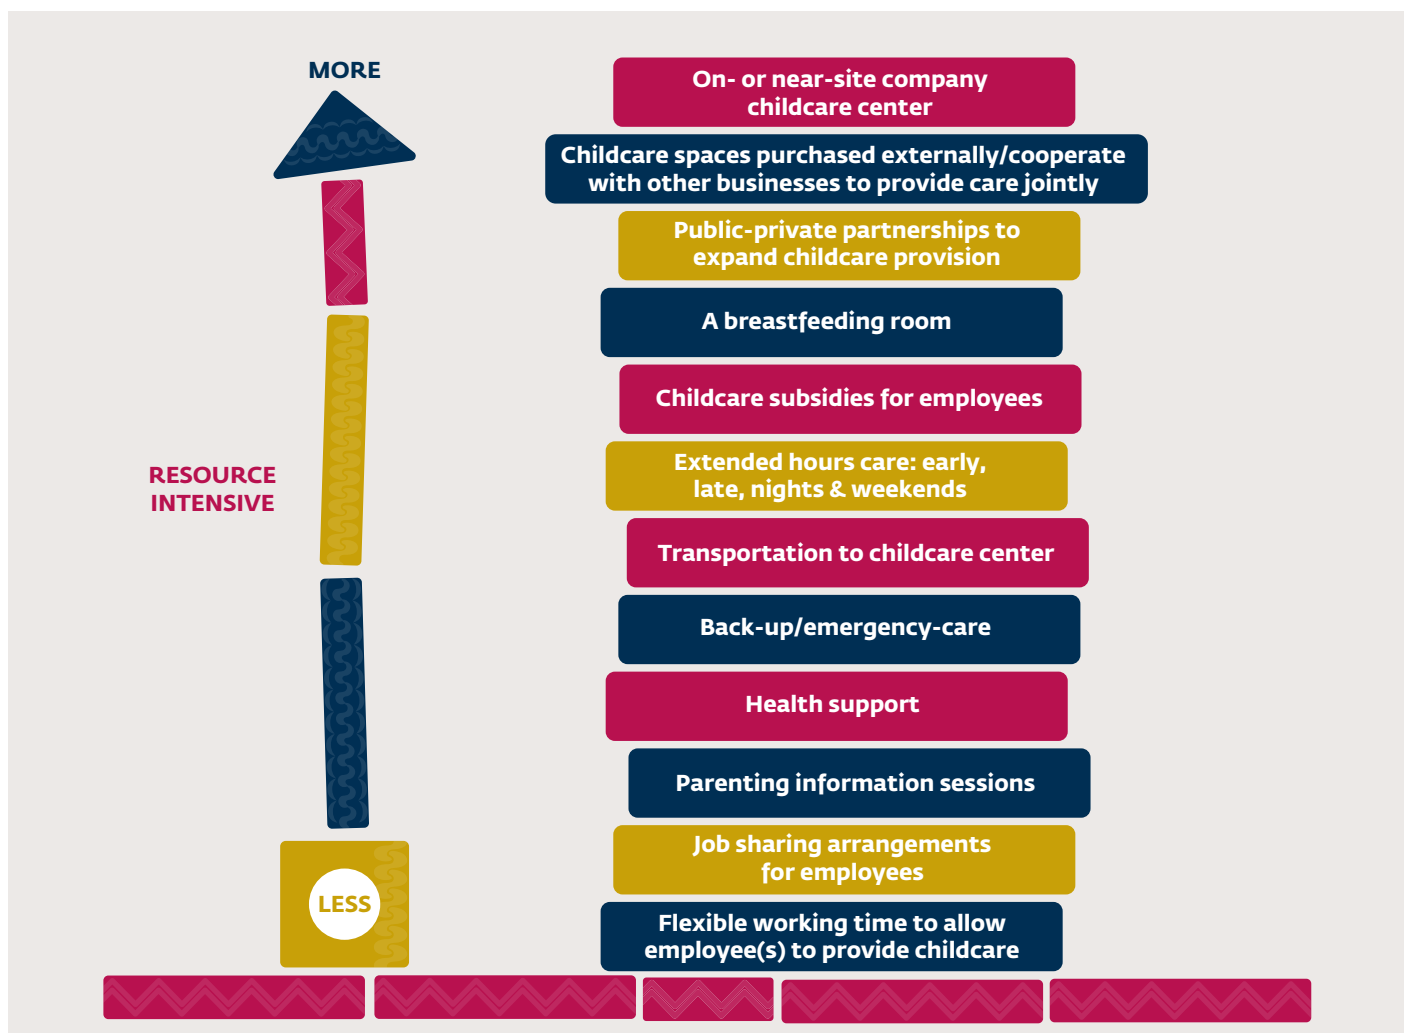 MORE
On- or near-site company
childcare center
Childcare spaces purchased externally/cooperate
with other businesses to provide care jointly
Public-private partnerships to
expand childcare provision
A breastfeeding room
Childcare subsidies for employees
RESOURCE
INTENSIVE
Extended hours care: early,
late, nights & weekends
Transportation to childcare center
Back-up/emergency-care
Health support
Parenting information sessions
Job sharing arrangements
for employees
LESS
Flexible working time to allow
employee(s) to provide childcare